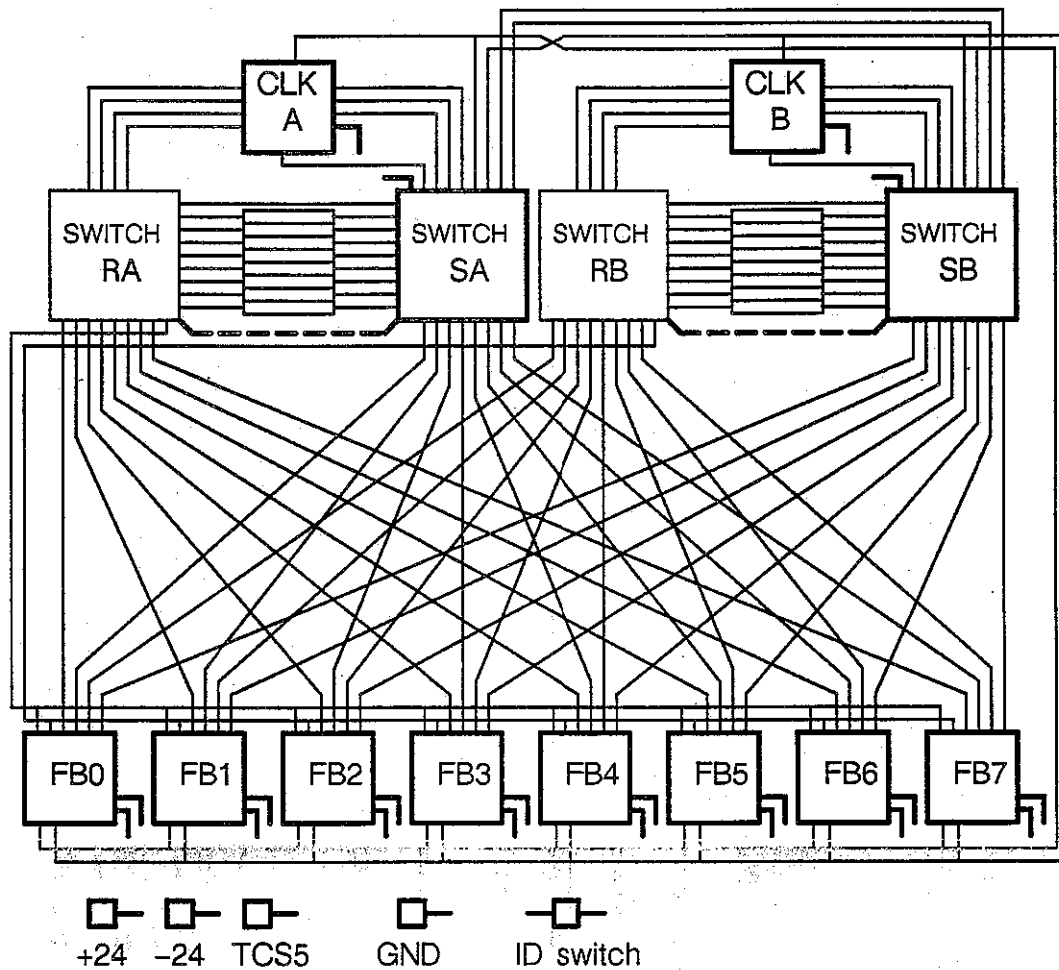 CLK
A
CLK
B
SWITCH
RA
SWITCH
SA
SWITCH
RB
SWITCH
SB
FB0
FB1
FB2
FB3
FB4
FB5
FB6
FB7
+24
-24
TCS5
GND
ID switch